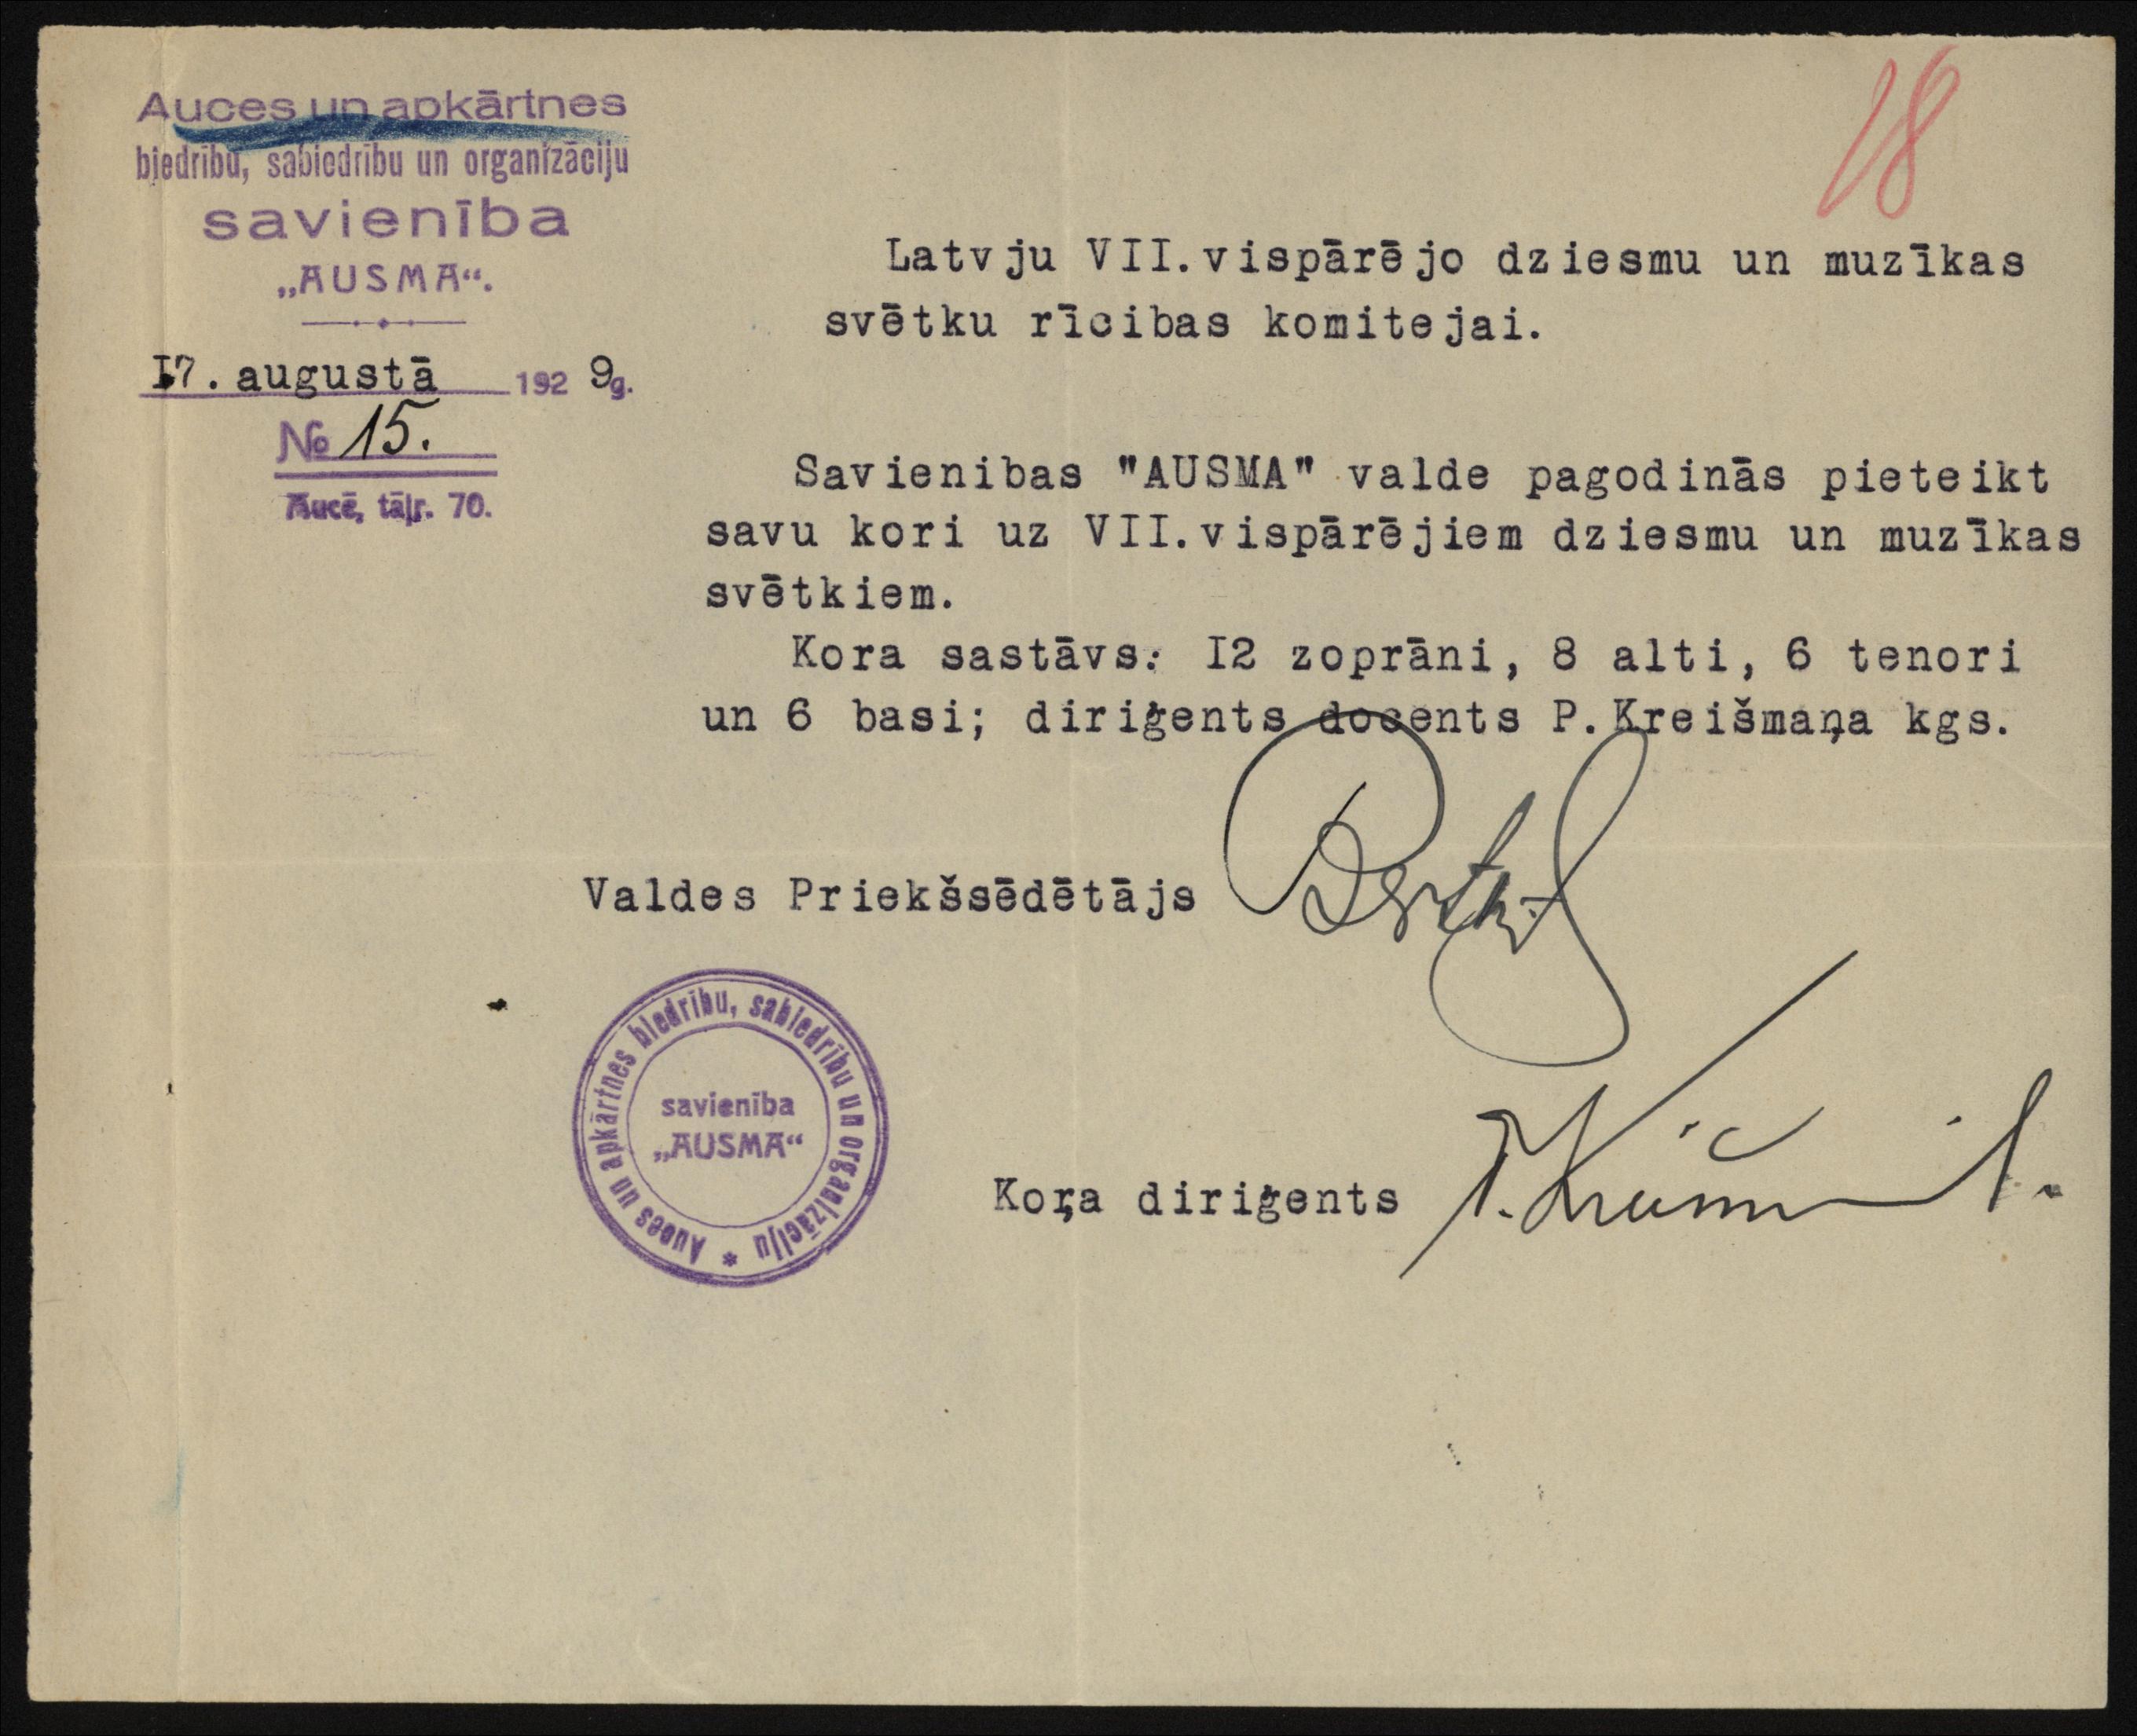 18
Auces un apkārtnes
biedrību, sabiedrību un organizāciju
savienība
„AUSMA“.
17. augustā 1929g.
№ 15.
Aucē, tāļr. 70.
Latvju VII.vispārējo dziesmu un muzīkas
svētku rīcibas komitejai.
Savienibas "AUSMA" valde pagodinās pieteikt
savu kori uz VII.vispārējiem dziesmu un muzīkas
svētkiem.
Kora sastāvs: I2 zoprāni, 8 alti, 6 tenori
un 6 basi; diriģents docents P.Kreišmaņa kgs.
Valdes Priekšsēdētājs
Auces un apkārtnes biedrību, sabiedrību un organizāciju *
savienība
„AUSMA“
Koŗa diriģents